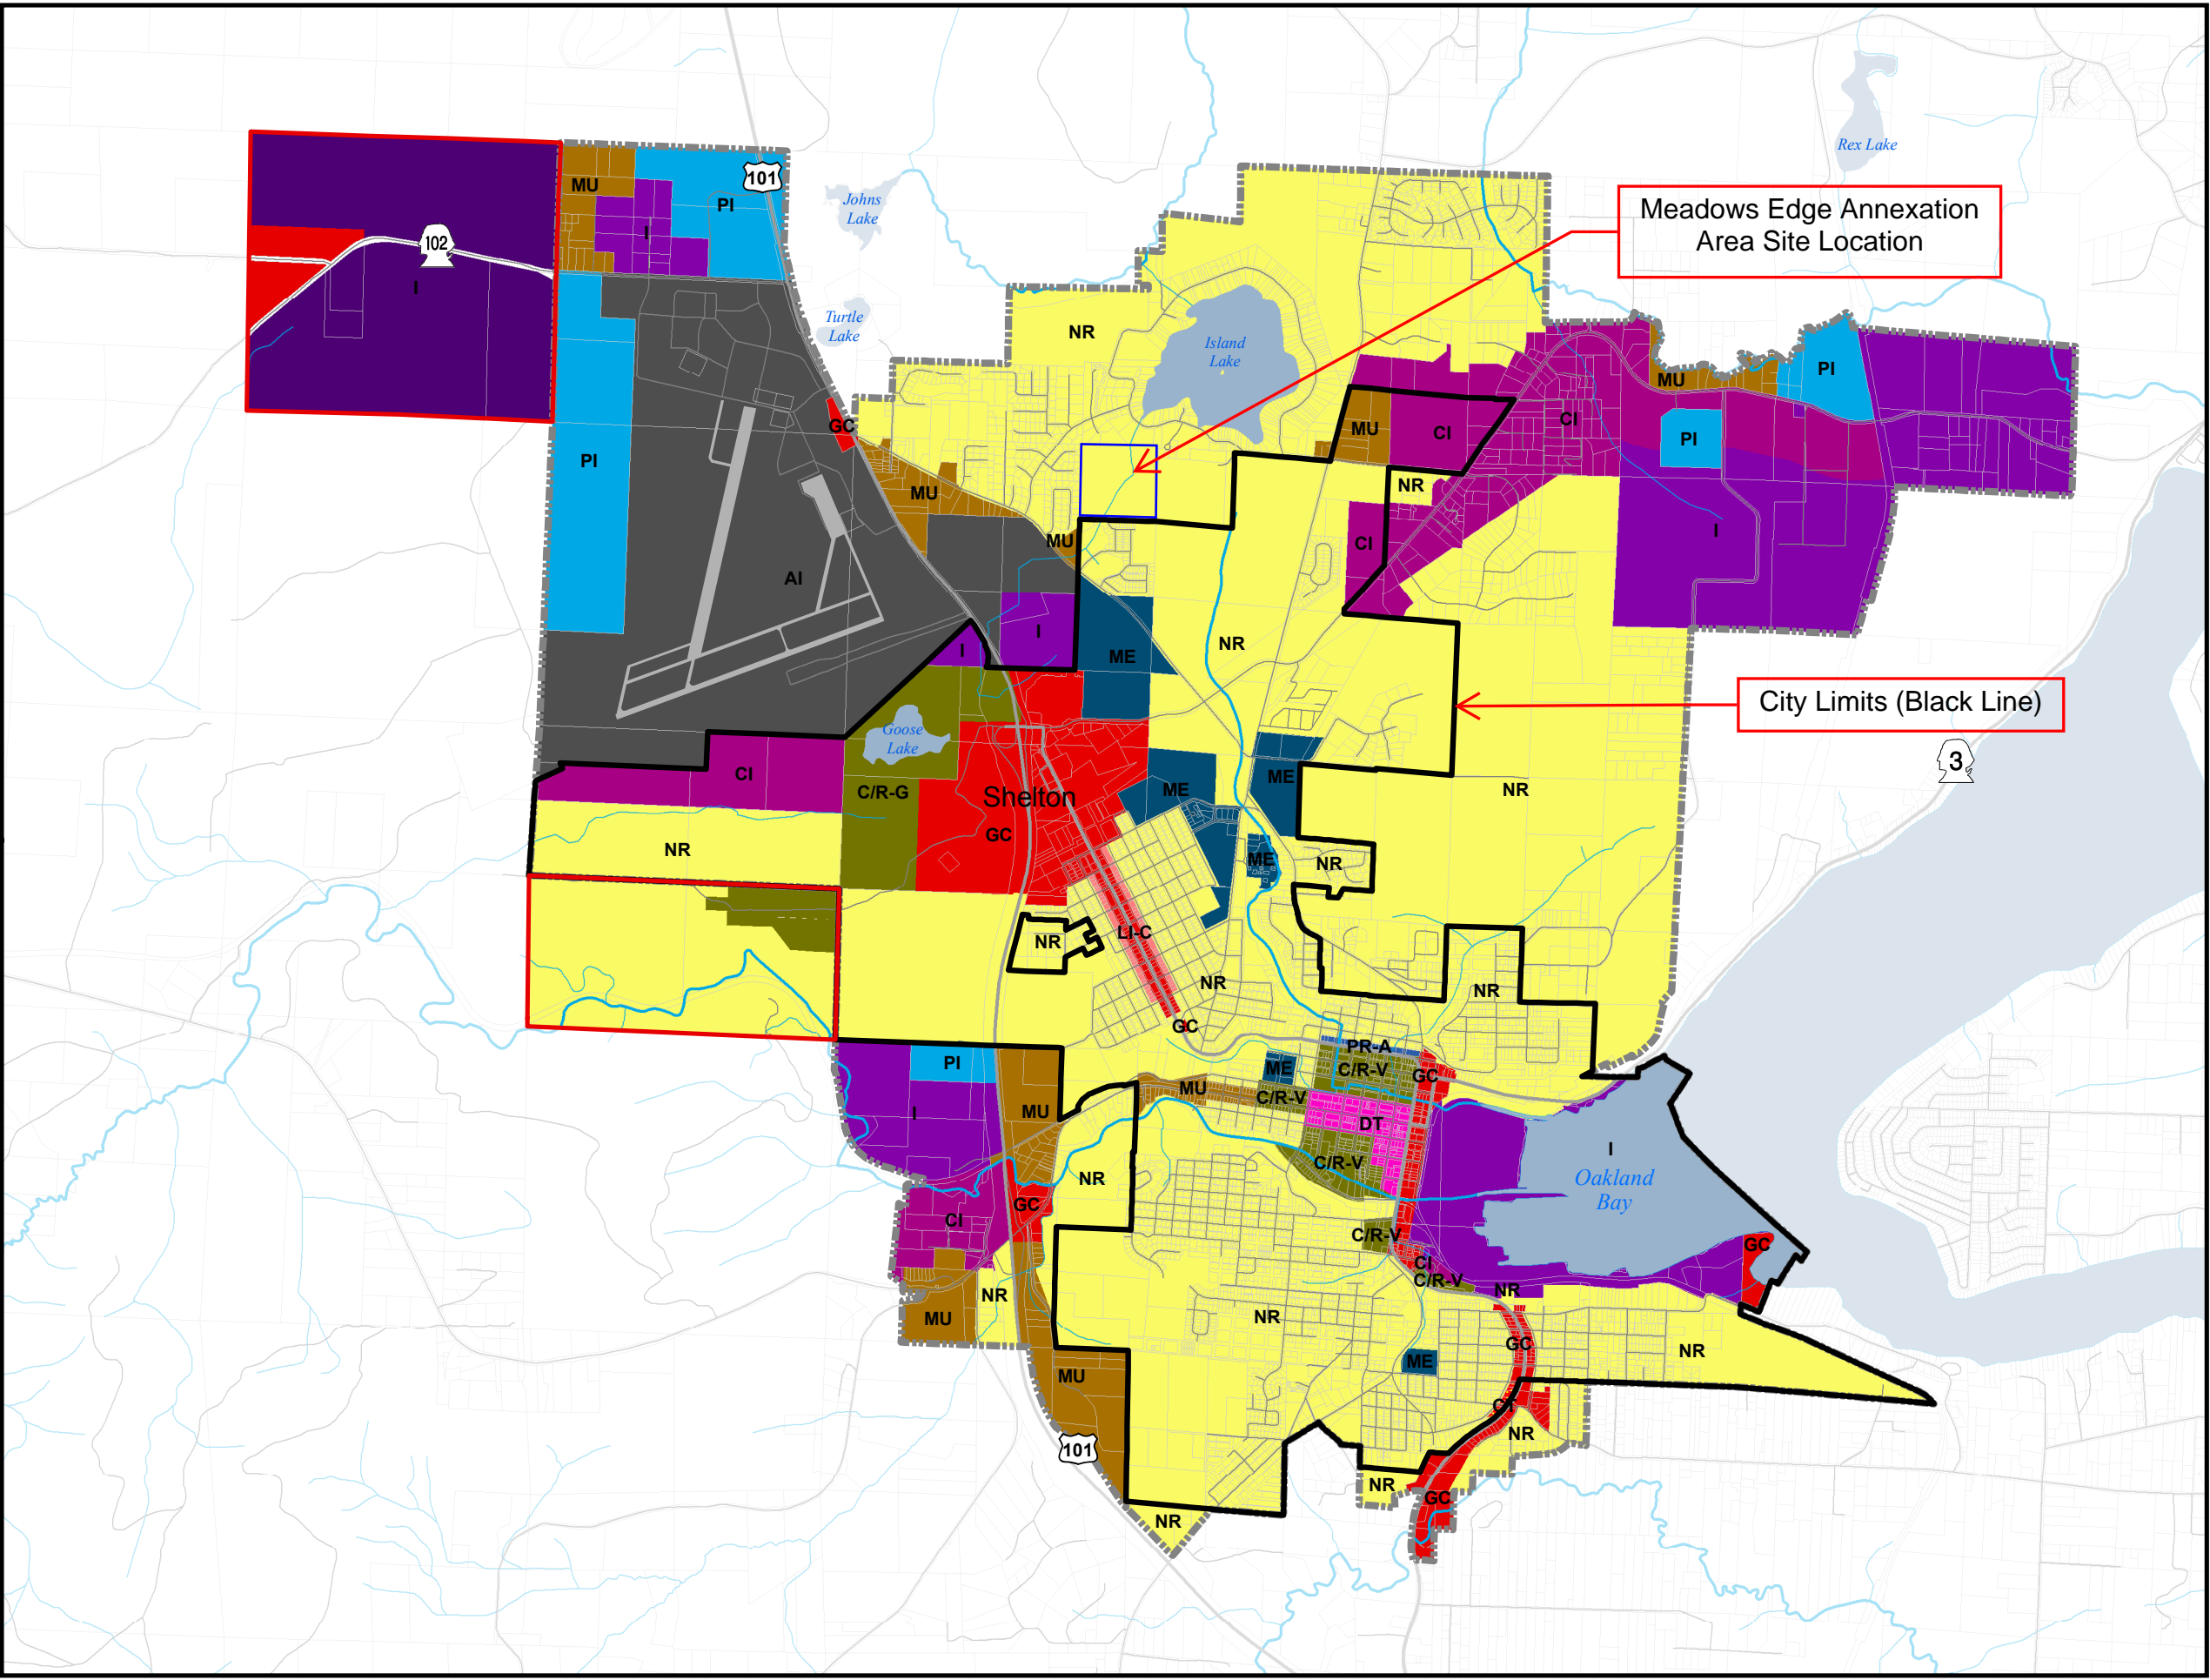 Rex Lake
101
MU
PI
Johns
Lake
Meadows Edge Annexation
Area Site Location
I
102
I
Turtle
Lake
NR
Island
Lake
PI
MU
GC
MU
CI
CI
PI
PI
MU
NR
I
MU
CI
AI
I
NR
I
ME
City Limits (Black Line)
Goose
Lake
3
CI
ME
ME
NR
C/R-G
Shelton
GC
NR
ME
NR
LI-C
NR
NR
NR
GC
PR-A
PI
ME
C/R-V
GC
MU
C/R-V
I
MU
DT
I
C/R-V
Oakland
Bay
NR
CI
GC
C/R-V
GC
CI
C/R-V
NR
NR
MU
NR
GC
NR
ME
MU
CT
NR
101
NR
GC
NR